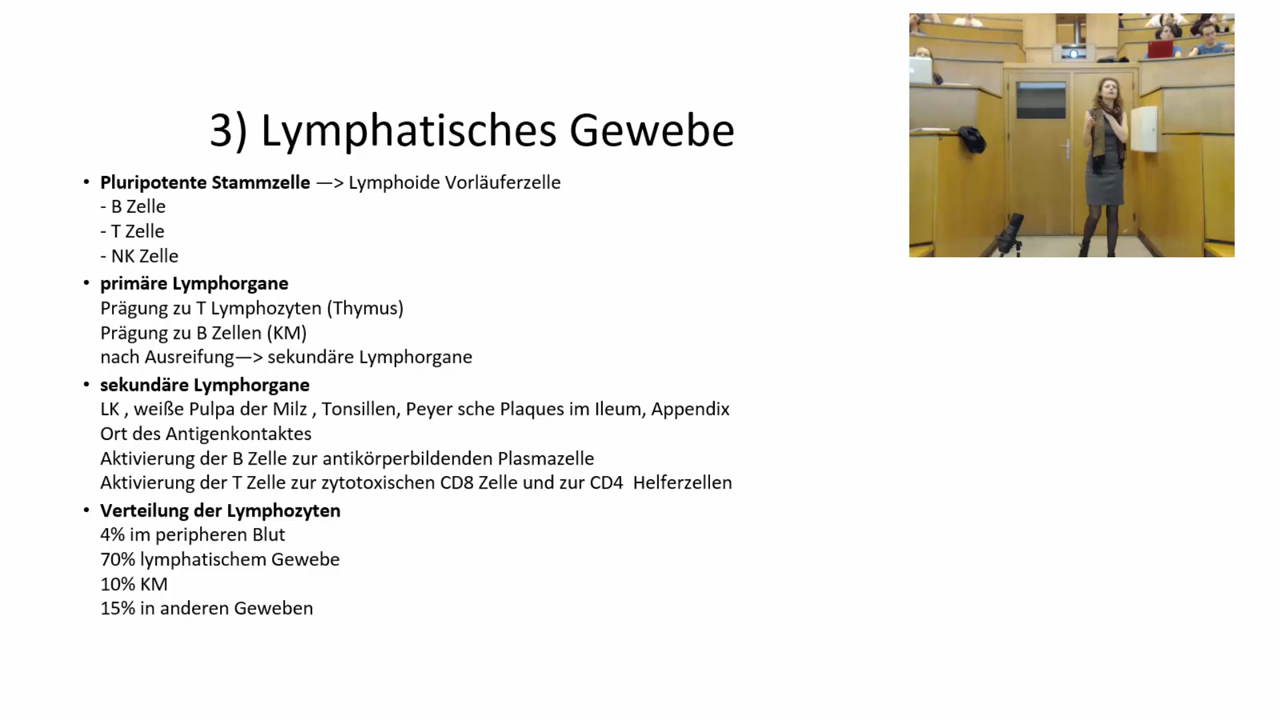 3) Lymphatisches Gewebe
• Pluripotente Stammzelle —> Lymphoide Vorläuferzelle
- B Zelle
- T Zelle
- NK Zelle
• primäre Lymphorgane
Prägung zu T Lymphozyten (Thymus)
Prägung zu B Zellen (KM)
nach Ausreifung—> sekundäre Lymphorgane
• sekundäre Lymphorgane
LK , weiße Pulpa der Milz , Tonsillen, Peyer sche Plaques im Ileum, Appendix
Ort des Antigenkontaktes
Aktivierung der B Zelle zur antikörperbildenden Plasmazelle
Aktivierung der T Zelle zur zytotoxischen CD8 Zelle und zur CD4  Helferzellen
• Verteilung der Lymphozyten
4% im peripheren Blut
70% lymphatischem Gewebe
10% KM
15% in anderen Geweben